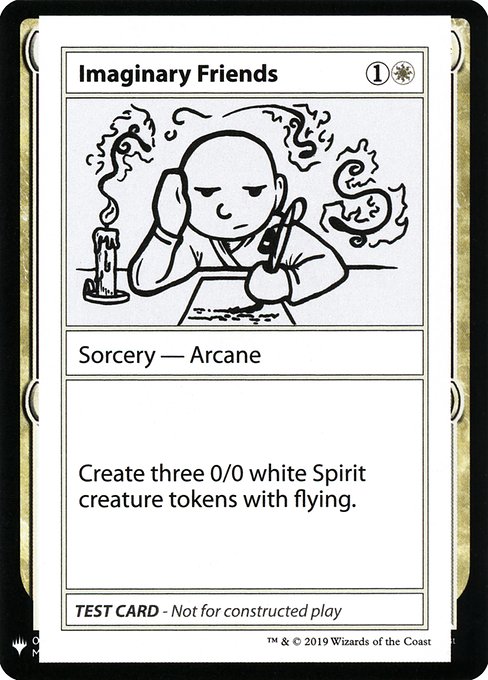 Imaginary Friends 1
Sorcery — Arcane
Create three 0/0 white Spirit
creature tokens with flying.
TEST CARD - Not for constructed play
™ & © 2019 Wizards of the Coast